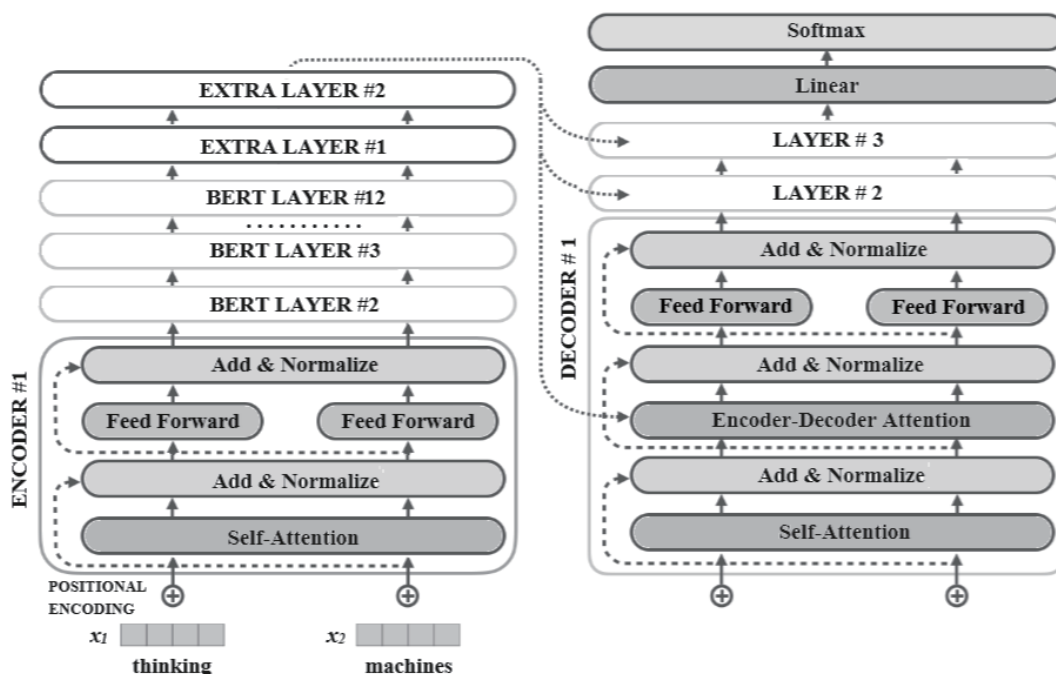 EXTRA LAYER #2
EXTRA LAYER #1
BERT LAYER #12
...........
BERT LAYER #3
BERT LAYER #2
ENCODER #1
Add & Normalize
Feed Forward
Feed Forward
Add & Normalize
Self-Attention
POSITIONAL
ENCODING
x1
x2
thinking
machines
Softmax
Linear
LAYER # 3
LAYER # 2
DECODER # 1
Add & Normalize
Feed Forward
Feed Forward
Add & Normalize
Encoder-Decoder Attention
Add & Normalize
Self-Attention